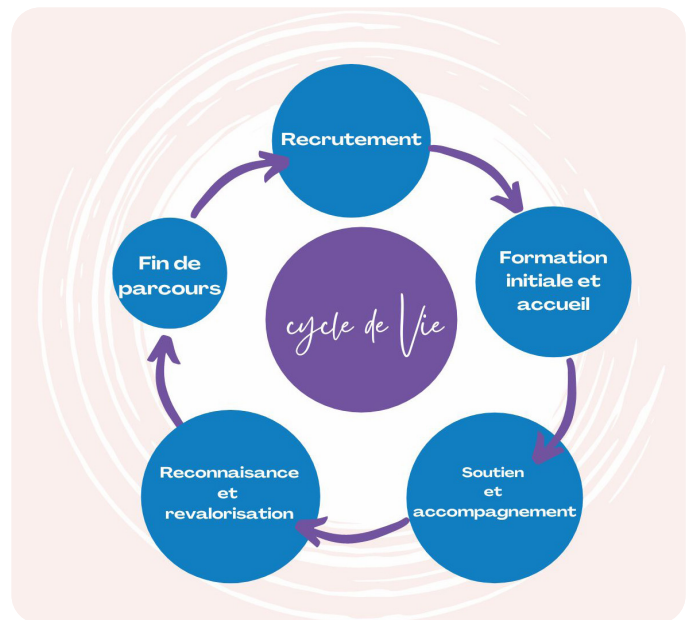 Recrutement
Formation
initiale et
accueil
Soutien
et
accompagnement
Reconnaisance
et
revalorisation
Fin de
parcours
cycle de Vie